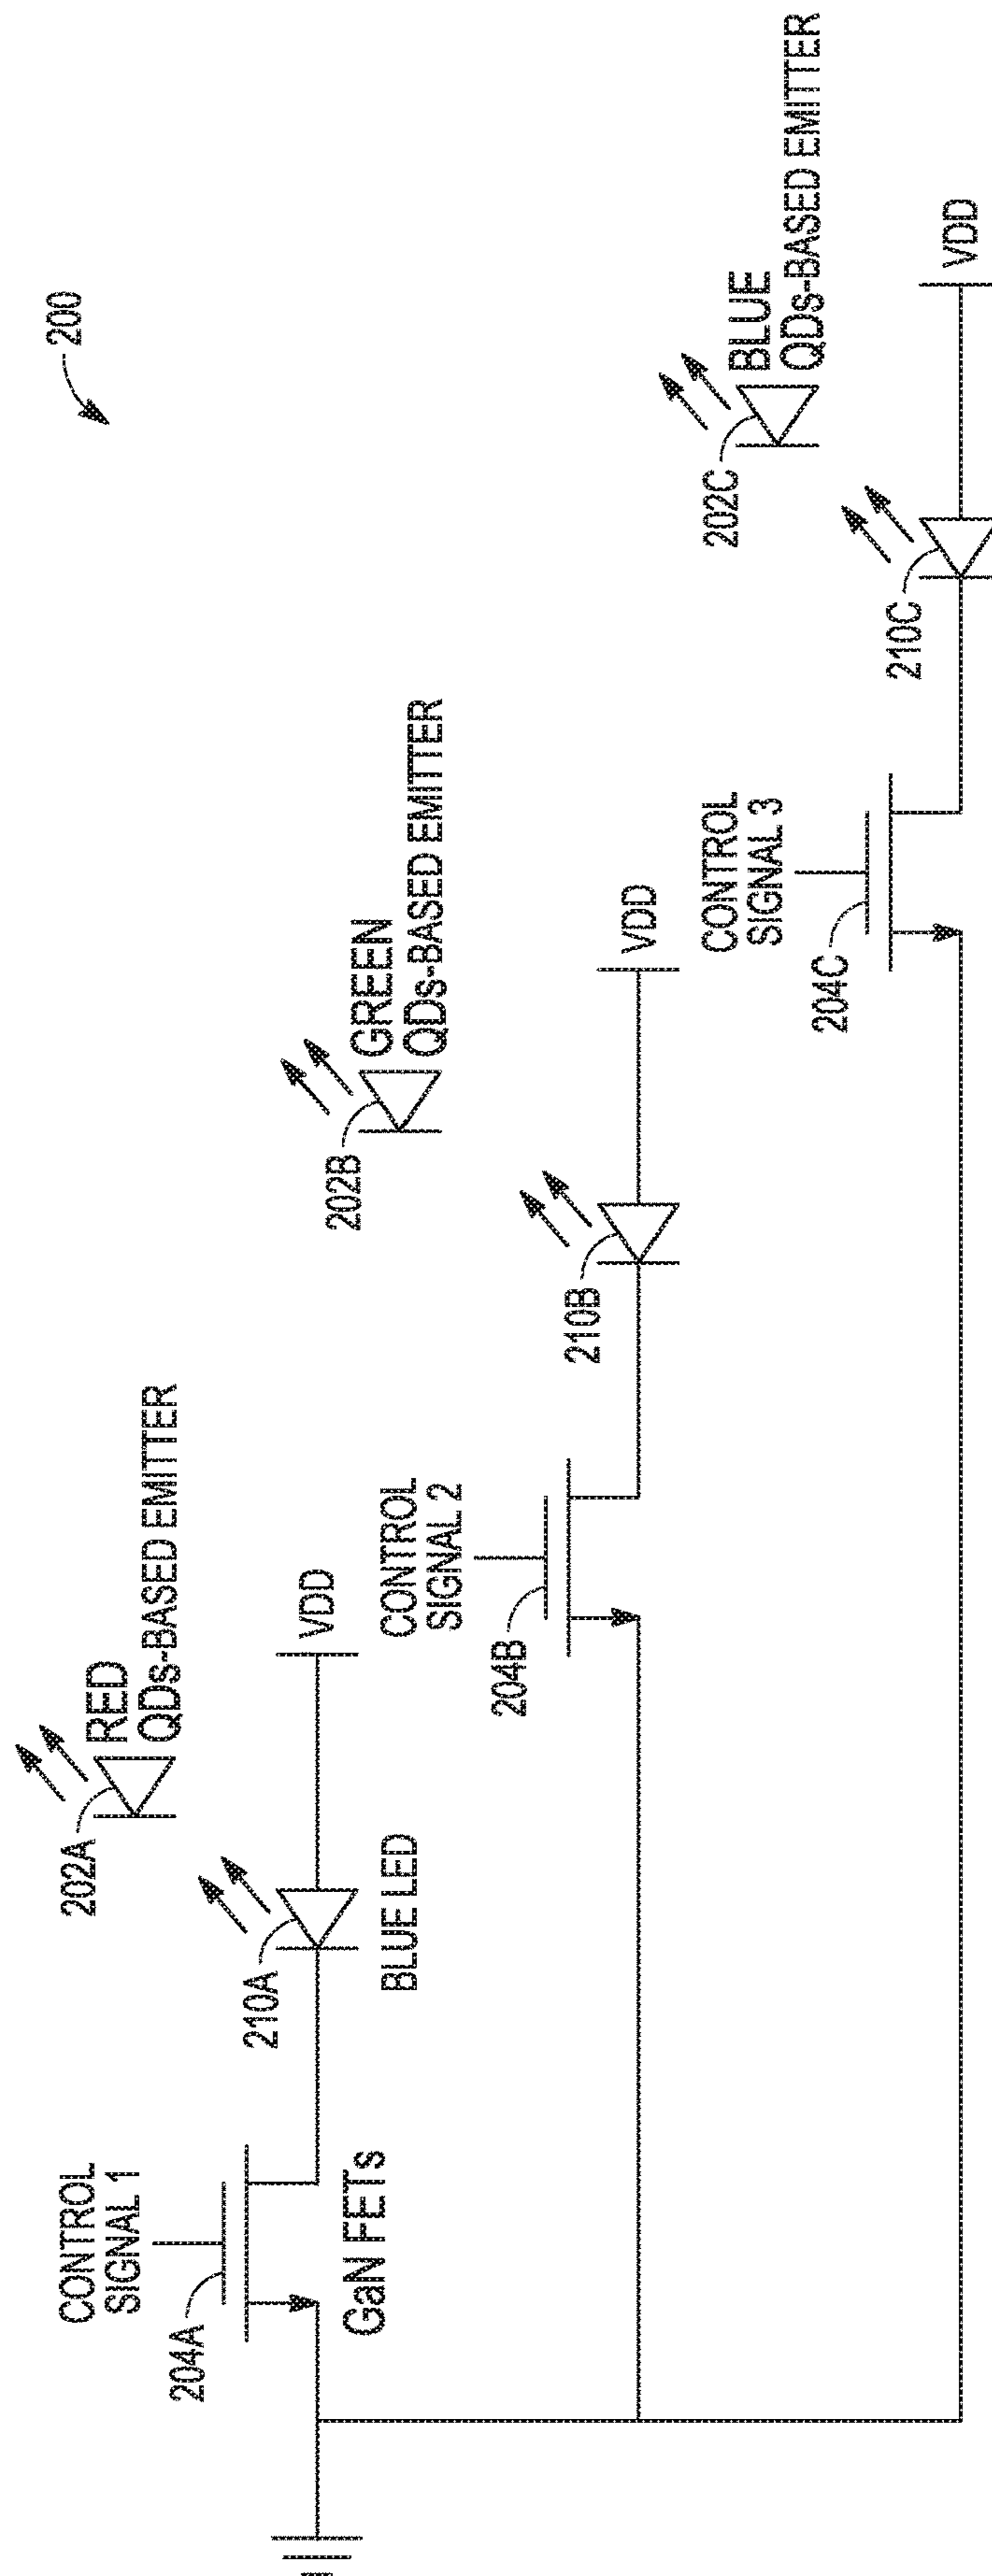 200
CONTROL
SIGNAL 1
204A
GaN FETs
202A
RED
QDs-BASED EMITTER
210A
BLUE LED
VDD
CONTROL
SIGNAL 2
204B
202B
GREEN
QDs-BASED EMITTER
210B
VDD
CONTROL
SIGNAL 3
204C
202C
BLUE
QDs-BASED EMITTER
210C
VDD